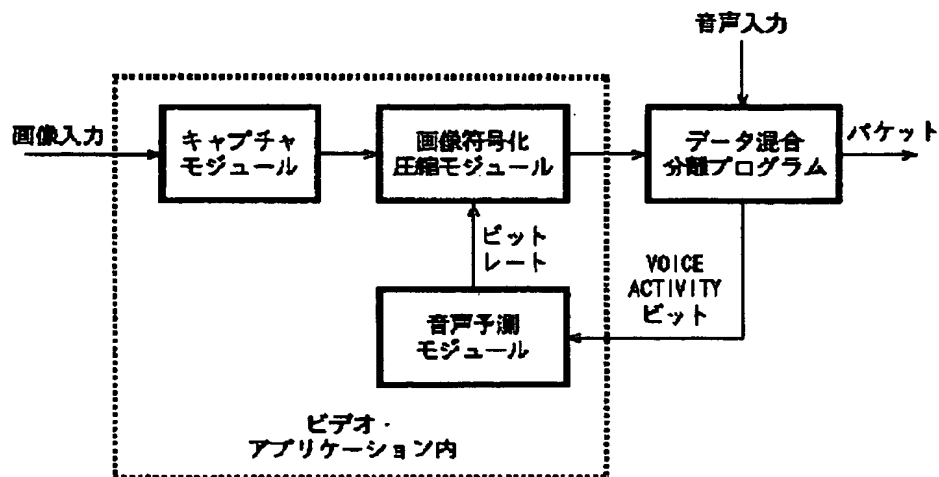 音声入力
画像入力
キャプチャ
モジュール
画像符号化
圧縮モジュール
データ混合
分離プログラム
パケット
ビット
レート
VOICE
ACTIVITY
ビット
音声予測
モジュール
ビデオ・
アプリケーション内